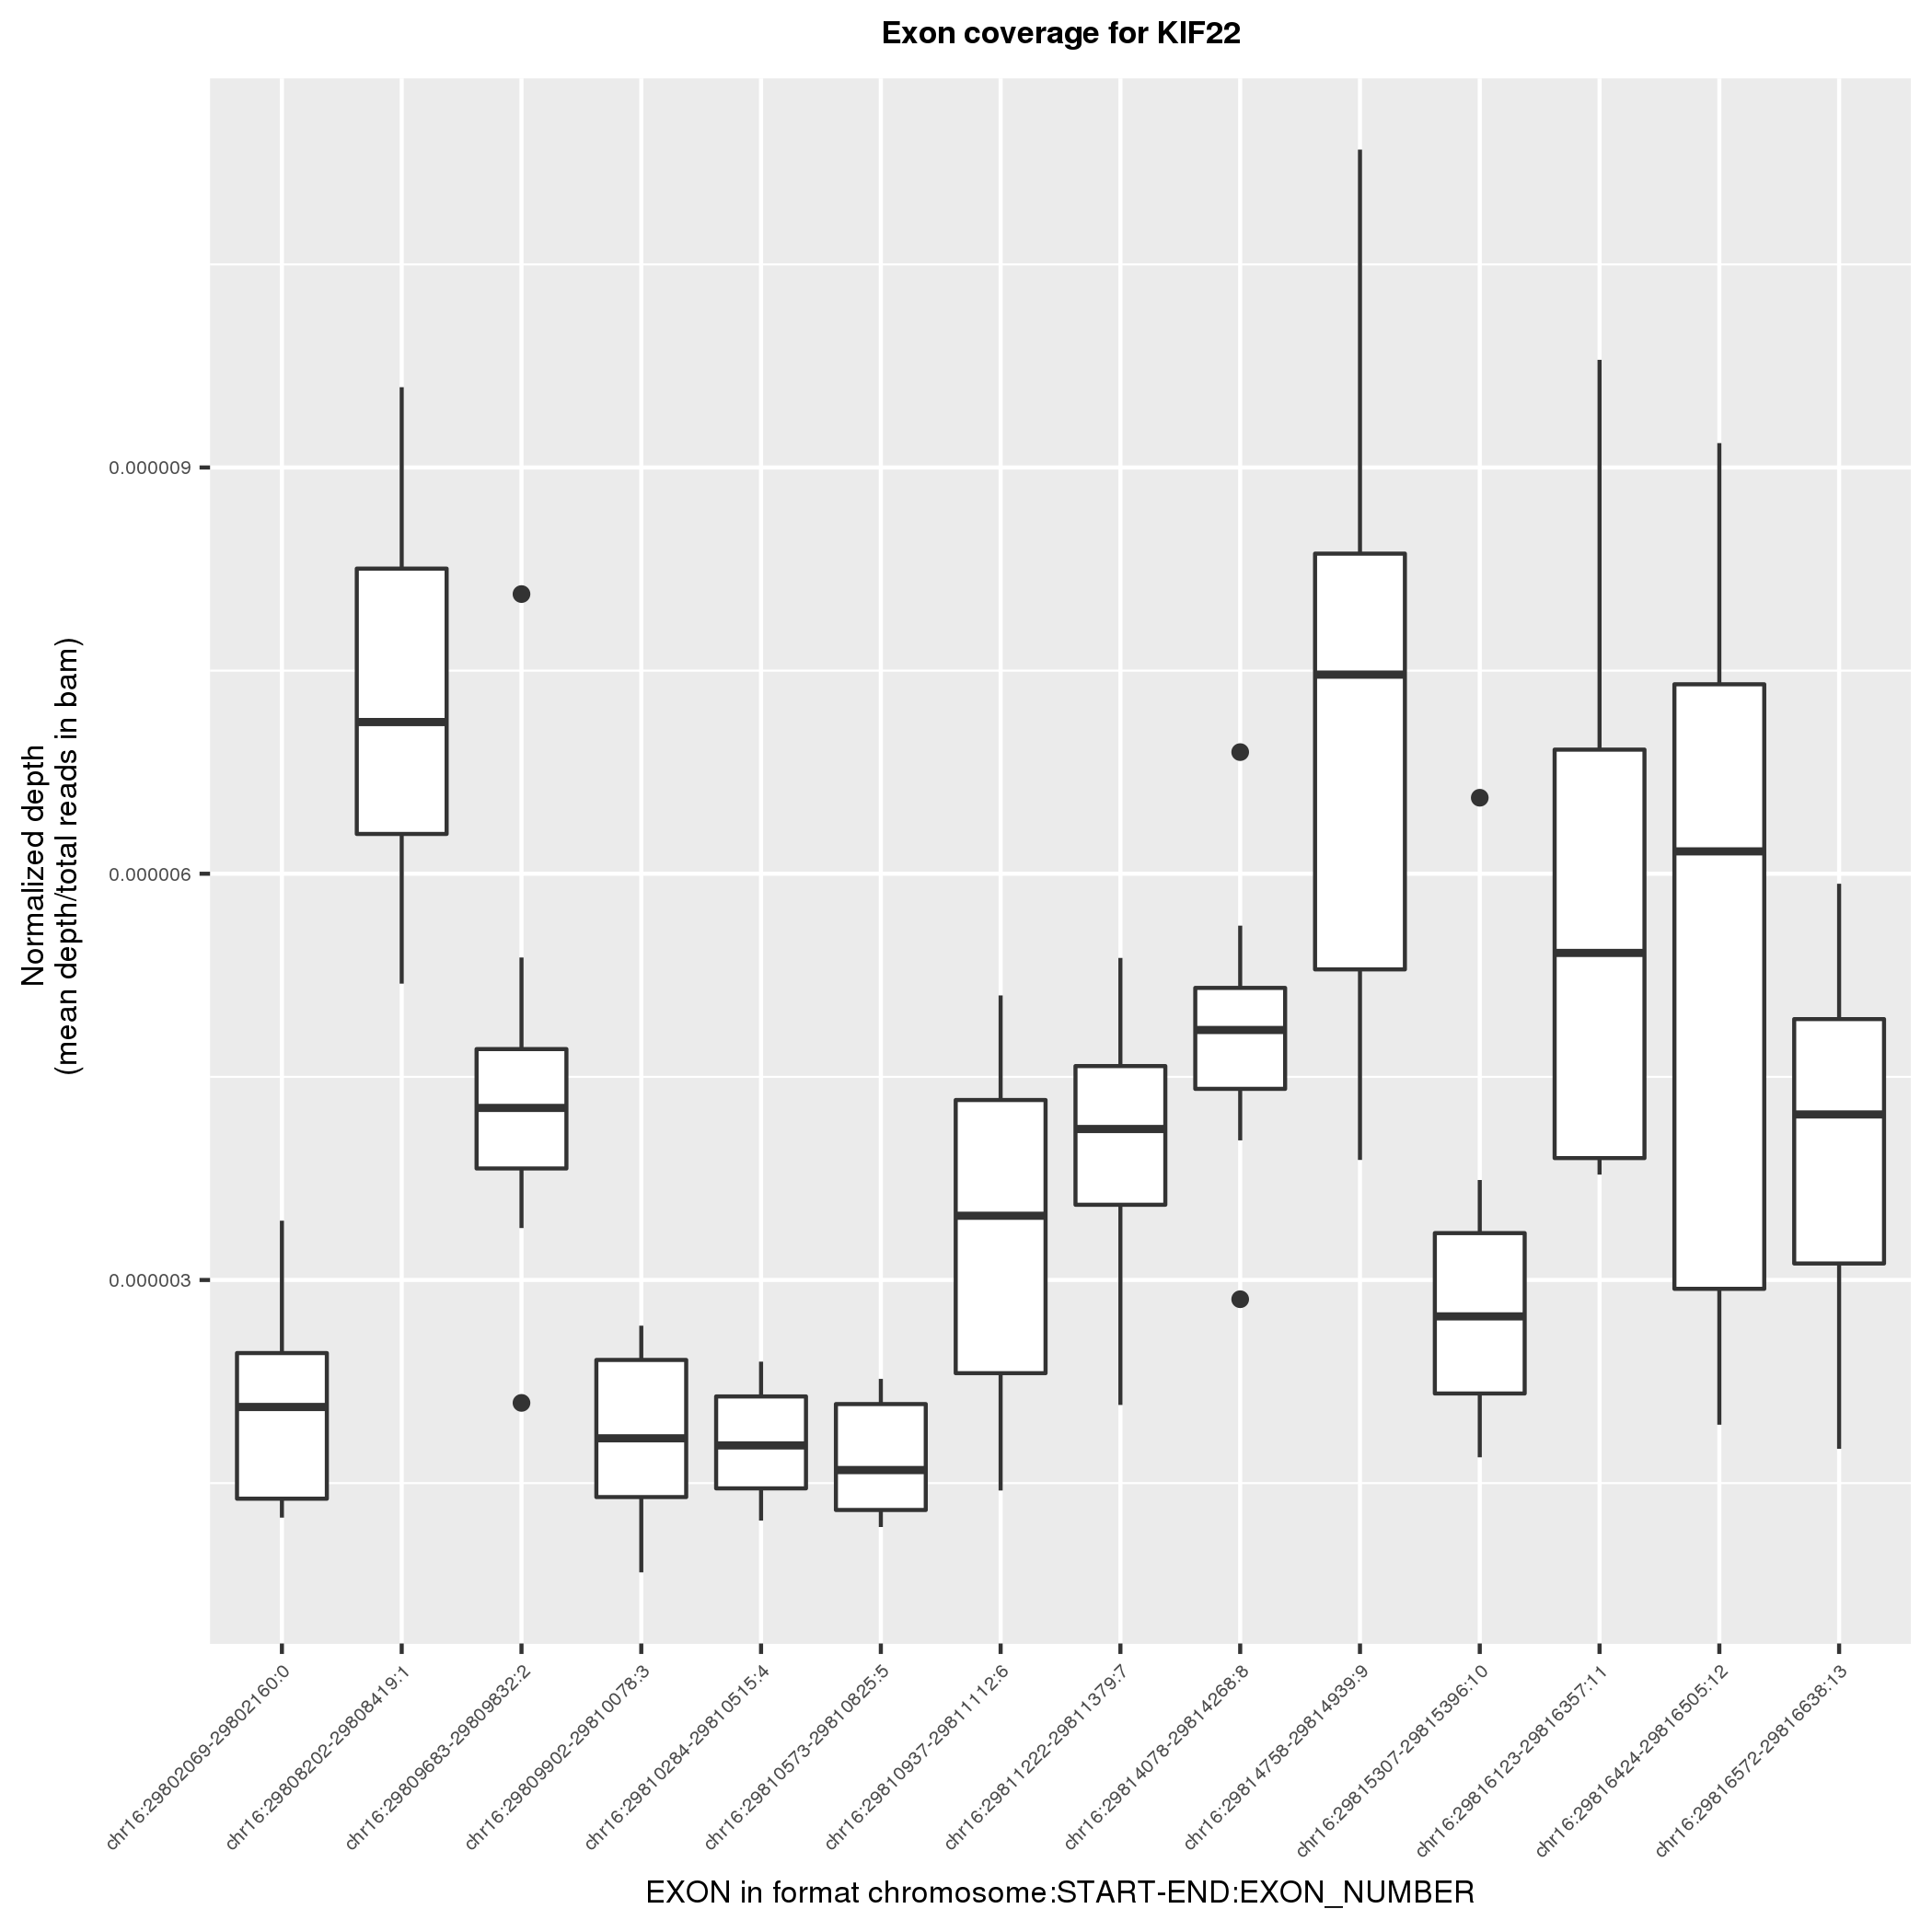 Exon coverage for KIF22
Normalized depth
(mean depth/total reads in bam)
0.000009
0.000006
0.000003
chr16:29802069-29802160:0
chr16:29808202-29808419:1
chr16:29809683-29809832:2
chr16:29809902-29810078:3
chr16:29810284-29810515:4
chr16:29810573-29810825:5
chr16:29810937-29811112:6
chr16:29811222-29811379:7
chr16:29814078-29814268:8
chr16:29814758-29814939:9
chr16:29815307-29815396:10
chr16:29816123-29816357:11
chr16:29816424-29816505:12
chr16:29816572-29816638:13
EXON in format chromosome:START-END:EXON_NUMBER